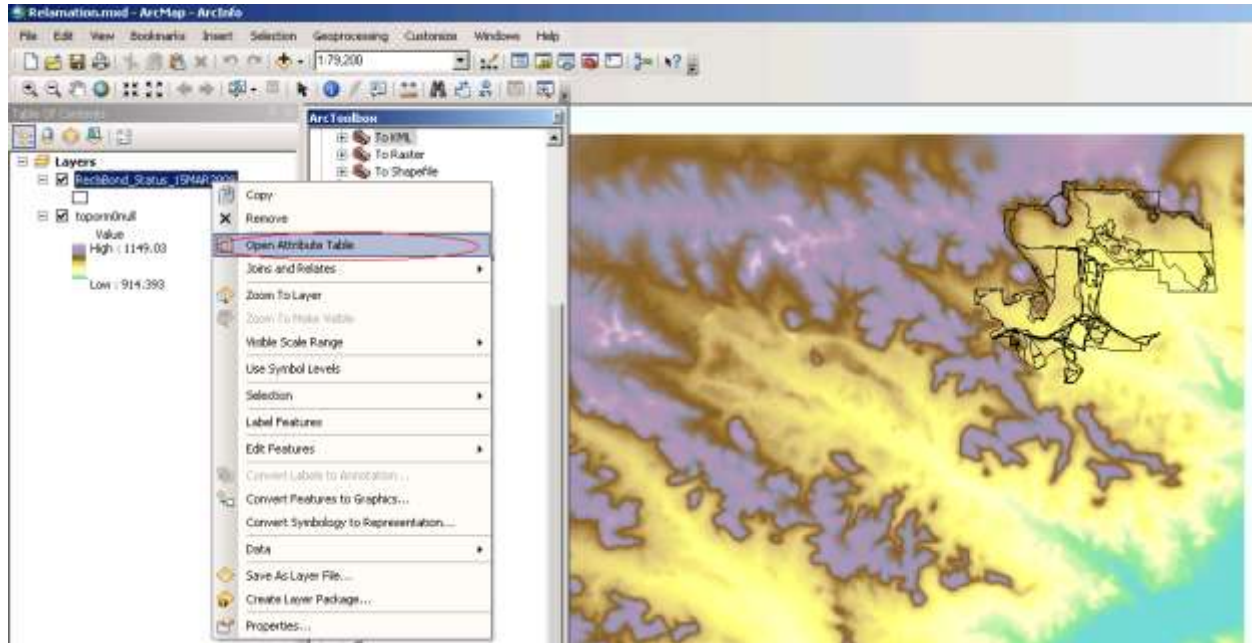 Relamation.mxd - ArcMap - ArcInfo
File Edit View Bookmarks Insert Selection Geoprocessing Customize Windows Help
1:79,200
Table Of Contents
ArcToolbox
To KML
To Raster
To Shapefile
Layers
RechBond_Status_15MAR2009
toporm0null
Value
High : 1149.03
Low : 914.393
Copy
Remove
Open Attribute Table
Joins and Relates
Zoom To Layer
Zoom To Make Visible
Visible Scale Range
Use Symbol Levels
Selection
Label Features
Edit Features
Convert Labels to Annotation...
Convert Features to Graphics...
Convert Symbology to Representation...
Data
Save As Layer File...
Create Layer Package...
Properties...